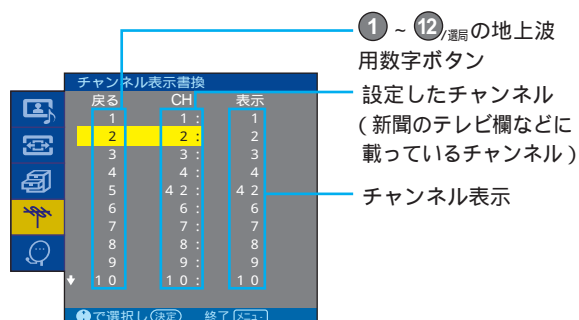 1 ~ 12/選局の地上波
用数字ボタン
設定したチャンネル
(新聞のテレビ欄などに
載っているチャンネル)
チャンネル表示
チャンネル表示書換
戻る CH 表示
1 1: 1
2 2: 2
3 3: 3
4 4: 4
5 42: 42
6 6: 6
7 7: 7
8 8: 8
9 9: 9
10 10: 10
で選択し 決定 終了 メニュー